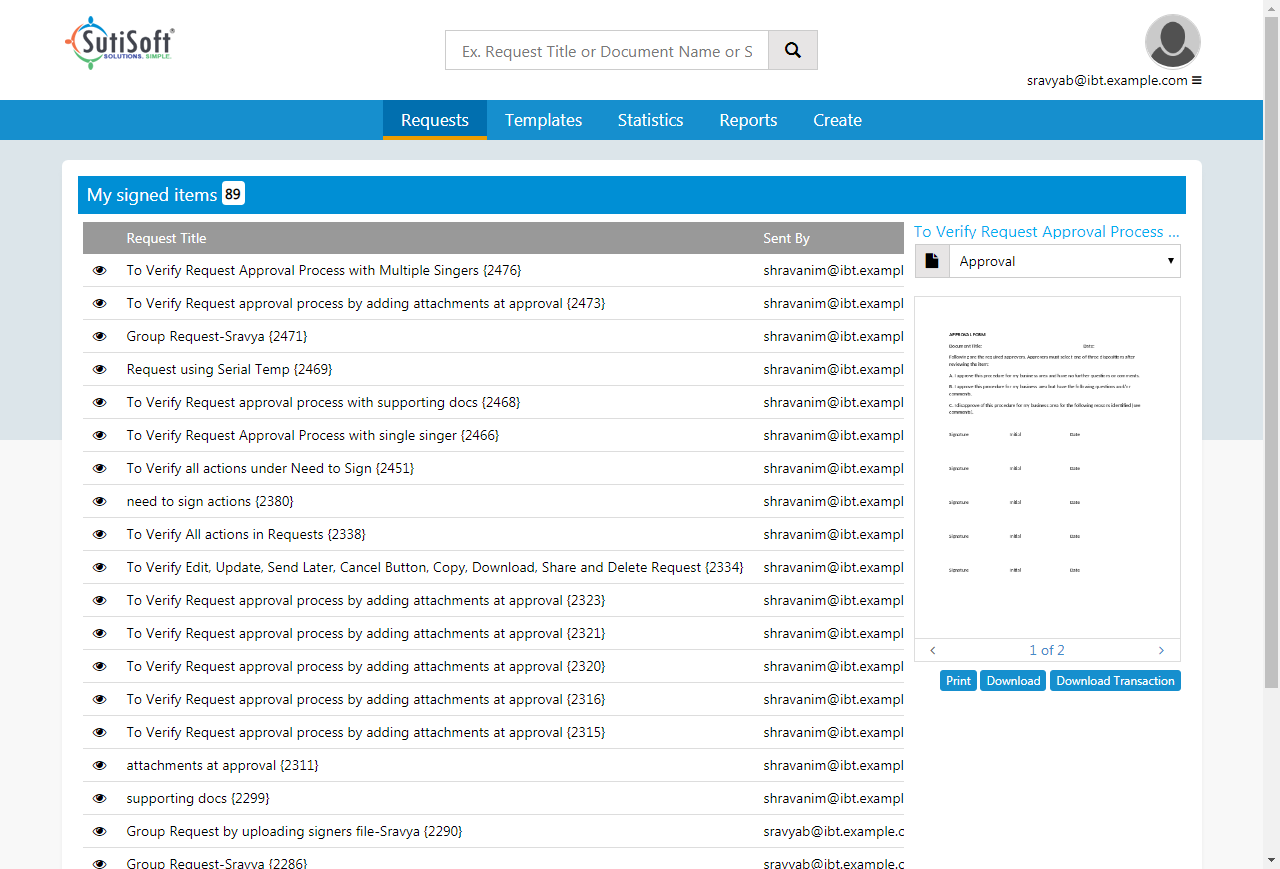 SutiSoft®
SOLUTIONS. SIMPLE.
Ex. Request Title or Document Name or S
sravyab@ibt.example.com
Requests Templates Statistics Reports Create
My signed items 89
Request Title Sent By
To Verify Request Approval Process with Multiple Singers {2476} shravanim@ibt.exampl
To Verify Request approval process by adding attachments at approval {2473} shravanim@ibt.exampl
Group Request-Sravya {2471} shravanim@ibt.exampl
Request using Serial Temp {2469} shravanim@ibt.exampl
To Verify Request approval process with supporting docs {2468} shravanim@ibt.exampl
To Verify Request Approval Process with single singer {2466} shravanim@ibt.exampl
To Verify all actions under Need to Sign {2451} shravanim@ibt.exampl
need to sign actions {2380} shravanim@ibt.exampl
To Verify All actions in Requests {2338} shravanim@ibt.exampl
To Verify Edit, Update, Send Later, Cancel Button, Copy, Download, Share and Delete Request {2334} shravanim@ibt.exampl
To Verify Request approval process by adding attachments at approval {2323} shravanim@ibt.exampl
To Verify Request approval process by adding attachments at approval {2321} shravanim@ibt.exampl
To Verify Request approval process by adding attachments at approval {2320} shravanim@ibt.exampl
To Verify Request approval process by adding attachments at approval {2316} shravanim@ibt.exampl
To Verify Request approval process by adding attachments at approval {2315} shravanim@ibt.exampl
attachments at approval {2311} shravanim@ibt.exampl
supporting docs {2299} shravanim@ibt.exampl
Group Request by uploading signers file-Sravya {2290} sravyab@ibt.example.c
Group Request-Sravya {2286} sravyab@ibt.example.c
To Verify Request Approval Process ...
Approval
APPROVAL FORM
Document Title: Date:
Following are the required approvers. Approvers must select one of three dispositions after
reviewing the item:
A. I approve this procedure for my business area and have no further questions or comments.
B. I approve this procedure for my business area but have the following questions and/or
comments.
C. I disapprove of this procedure for my business area for the following reasons identified (see
comments).
Signature Initial Date
Signature Initial Date
Signature Initial Date
Signature Initial Date
Signature Initial Date
1 of 2
Print Download Download Transaction